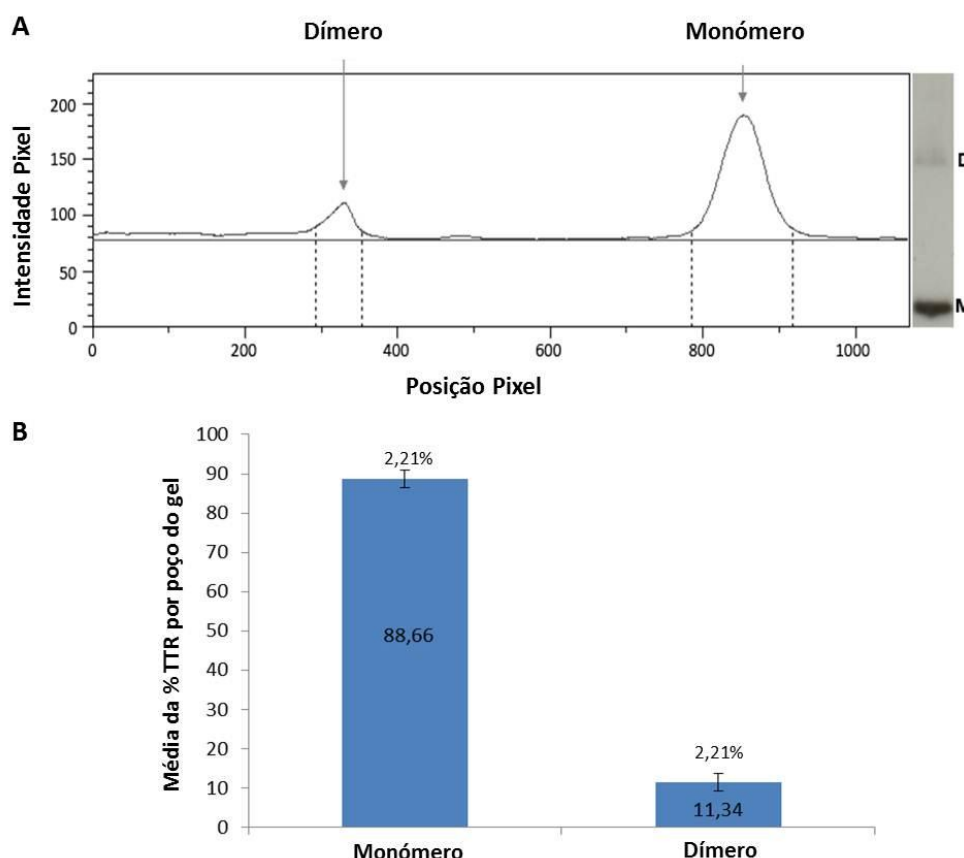 A
Dímero
Monómero
Intensidade Pixel
200
150
100
50
0
0
200
400
600
800
1000
Posição Pixel
D
M
B
Média da % TTR por poço do gel
100
90
80
70
60
50
40
30
20
10
0
2,21%
88,66
2,21%
11,34
Monómero
Dímero